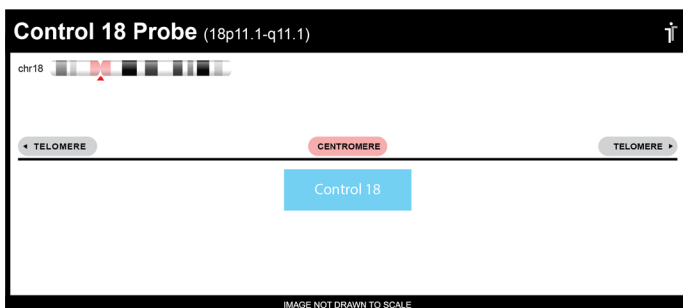 Control 18 Probe (18p11.1-q11.1)
chr18
◂ TELOMERE CENTROMERE TELOMERE ▸
Control 18
IMAGE NOT DRAWN TO SCALE